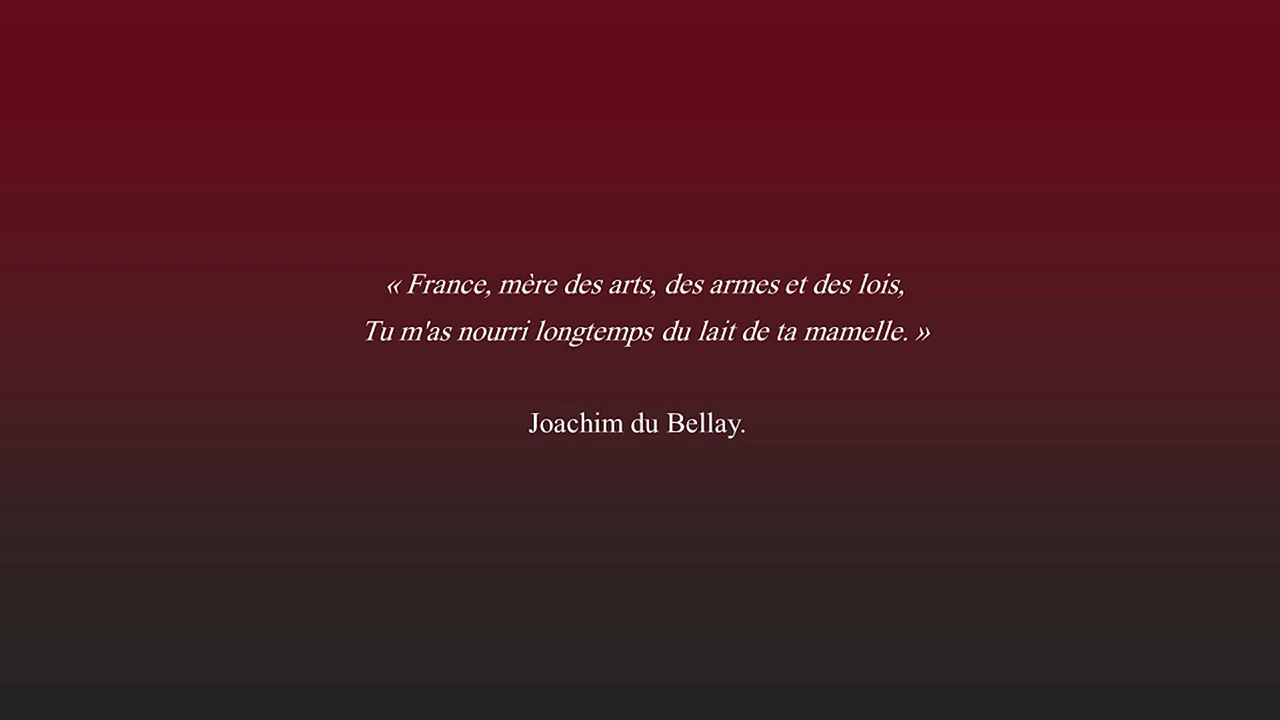 « France, mère des arts, des armes et des lois,
Tu m'as nourri longtemps du lait de ta mamelle. »
Joachim du Bellay.